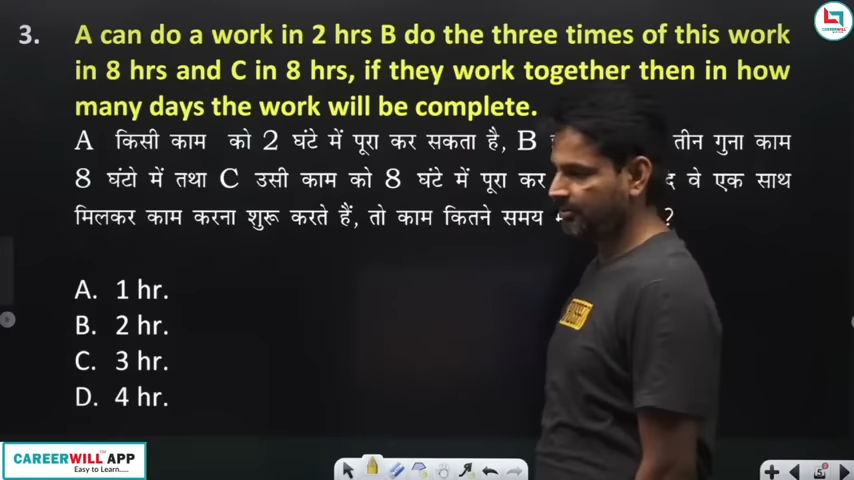 3. A can do a work in 2 hrs B do the three times of this work
in 8 hrs and C in 8 hrs, if they work together then in how
many days the work will be complete.
A किसी काम को 2 घंटे में पूरा कर सकता है, B तीन गुना काम
8 घंटो में तथा C उसी काम को 8 घंटे में पूरा कर वे एक साथ
मिलकर काम करना शुरू करते हैं, तो काम कितने समय ?
A. 1 hr.
B. 2 hr.
C. 3 hr.
D. 4 hr.
CAREERWILL
CAREERWILL APP
Easy to Learn.....